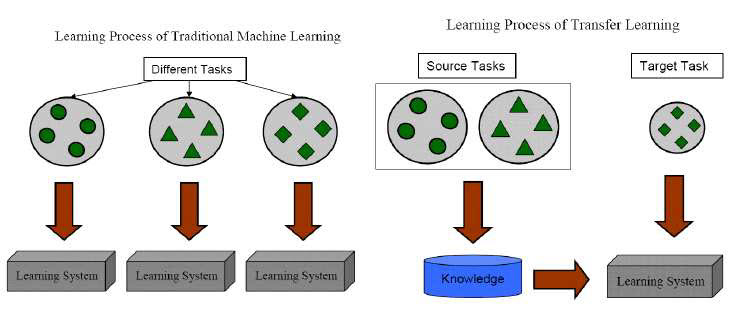 Learning Process of Traditional Machine Learning
Different Tasks
Learning System
Learning System
Learning System
Learning Process of Transfer Learning
Source Tasks
Target Task
Knowledge
Learning System